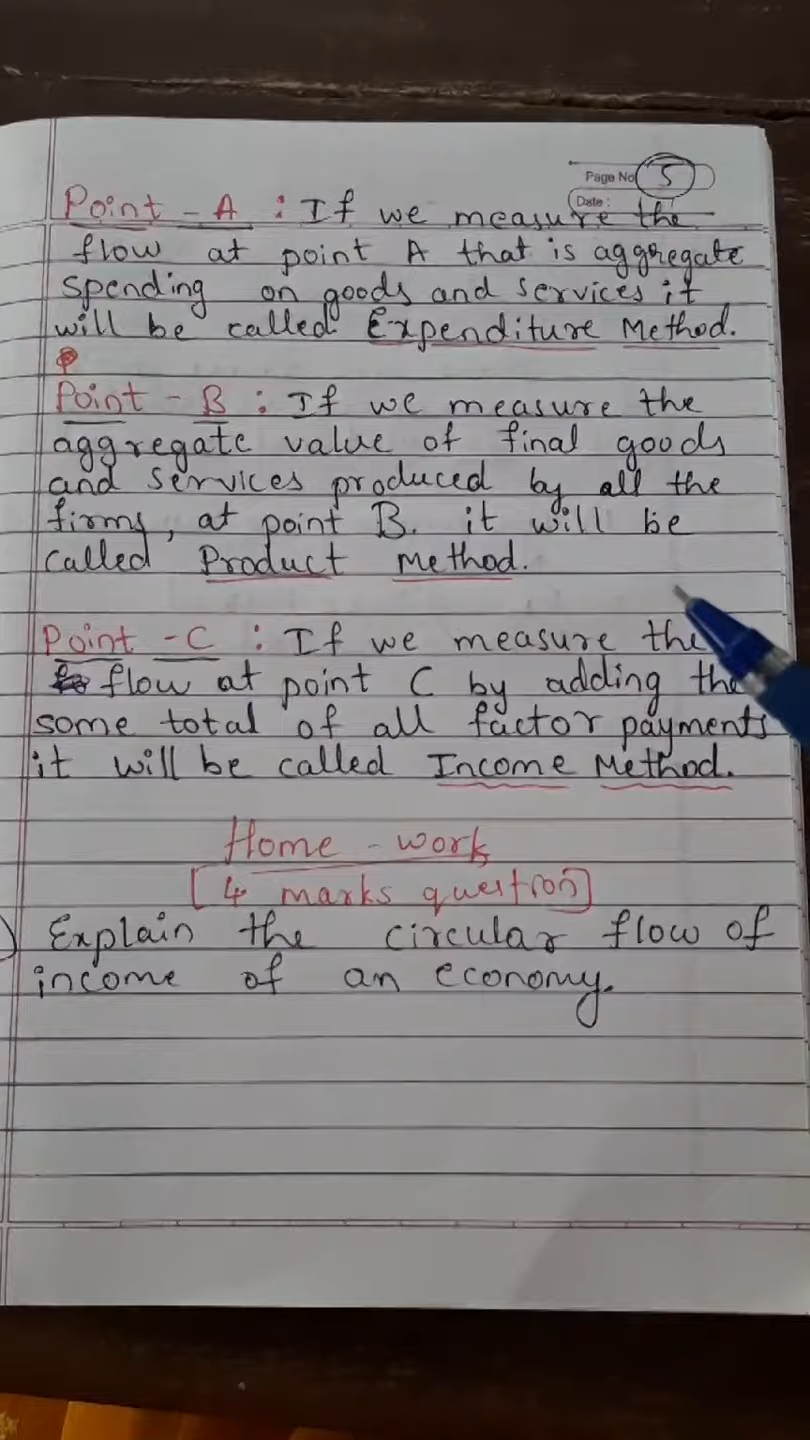 Page No 5
Date :
Point - A : If we measure the
flow at point A that is aggregate
spending on goods and services it
will be called Expenditure Method.
Point - B : If we measure the
aggregate value of final goods
and services produced by all the
firms, at point B. it will be
called Product Method.
Point - C : If we measure the
flow at point C by adding the
some total of all factor payments
it will be called Income Method.
Home - work
[4 marks question]
) Explain the circular flow of
income of an economy.